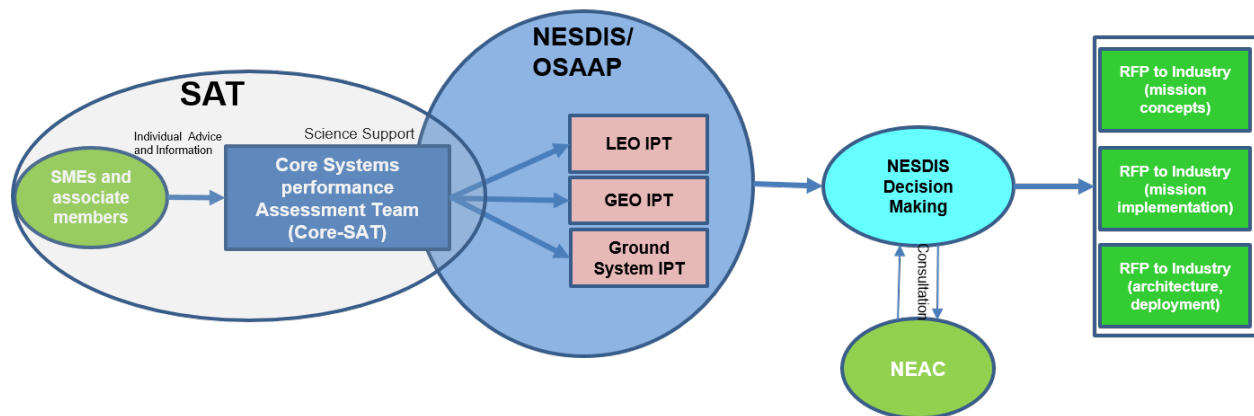 SAT
Individual Advice
and Information
Science Support
SMEs and
associate
members
Core Systems
performance
Assessment Team
(Core-SAT)
NESDIS/
OSAAP
LEO IPT
GEO IPT
Ground
System IPT
NESDIS
Decision
Making
Consultation
NEAC
RFP to Industry
(mission
concepts)
RFP to Industry
(mission
implementation)
RFP to Industry
(architecture,
deployment)